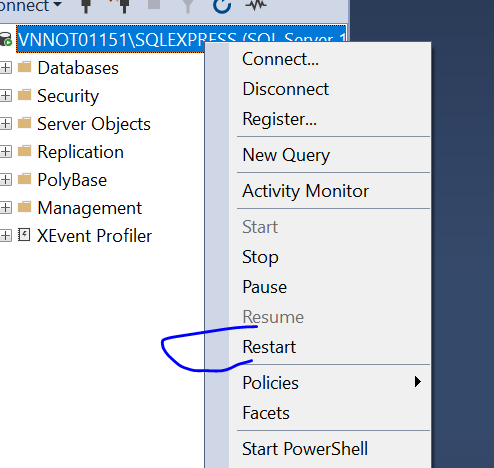 onnect
VNNOT01151\SQLEXPRESS (SQL Server 1
Databases
Security
Server Objects
Replication
PolyBase
Management
XEvent Profiler
Connect...
Disconnect
Register...
New Query
Activity Monitor
Start
Stop
Pause
Resume
Restart
Policies
Facets
Start PowerShell